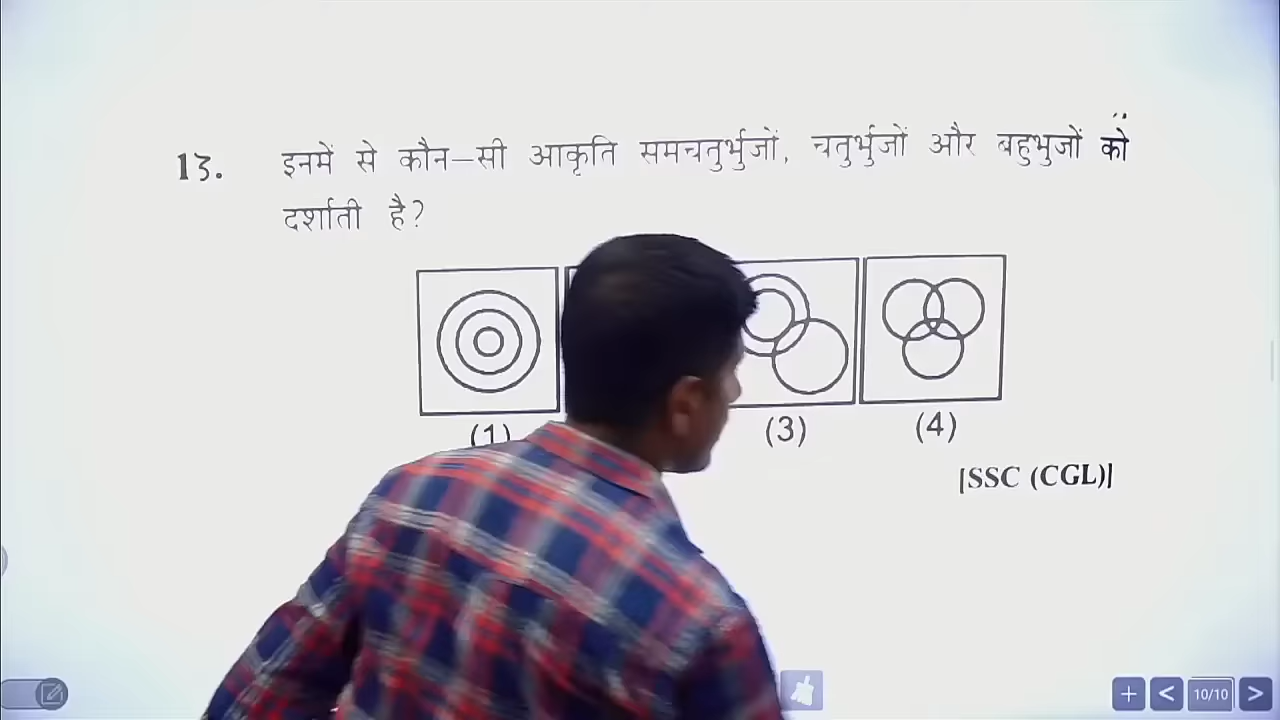 13. इनमें से कौन–सी आकृति समचतुर्भुजों, चतुर्भुजों और बहुभुजों को
दर्शाती है?
(1) (3) (4)
[SSC (CGL)]
10/10